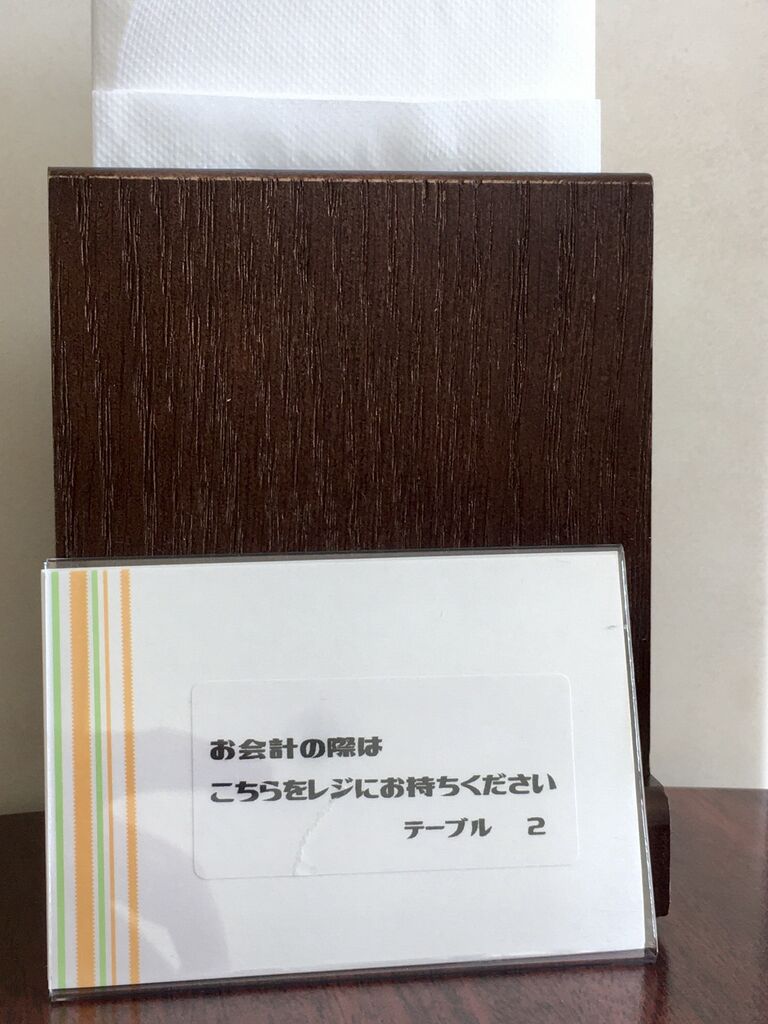 お会計の際は
こちらをレジにお持ちください
テーブル 2